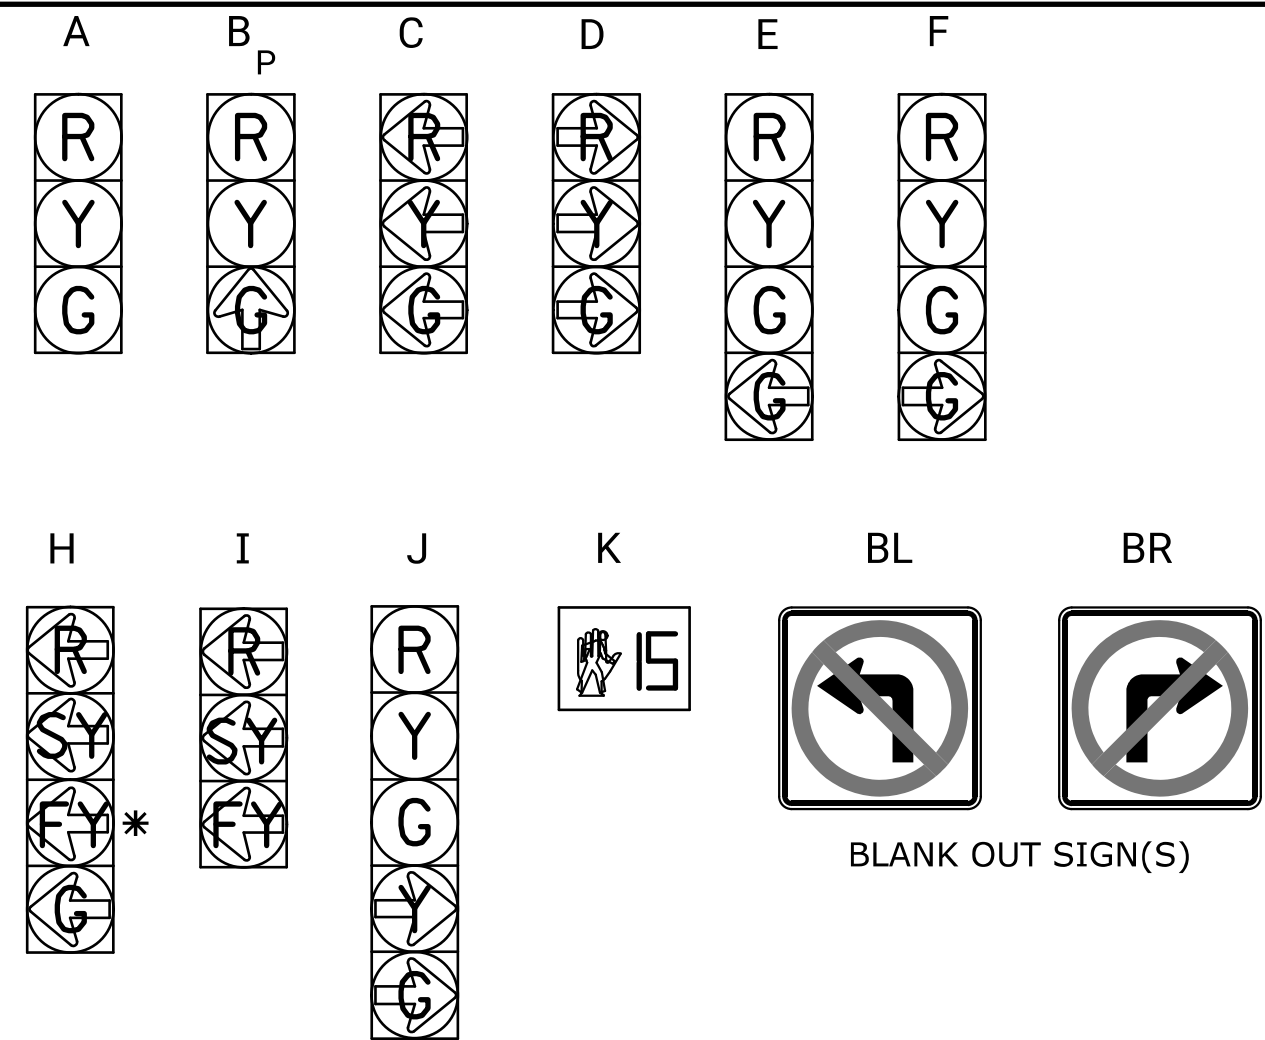 A B P C D E F
R R R R R R
Y Y Y Y Y Y
G G G G G G
G G
H I J K BL BR
R R R 15
SY SY Y
FY * FY G
G Y
G
BLANK OUT SIGN(S)